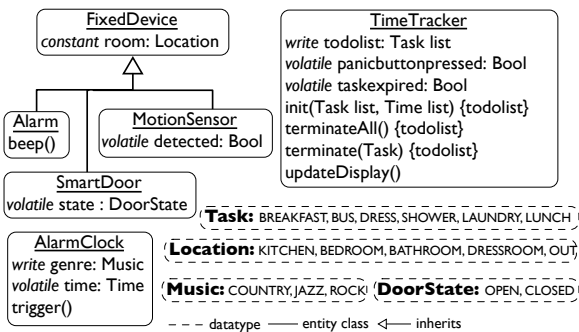 FixedDevice
constant room: Location
TimeTracker
write todolist: Task list
volatile panicbuttonpressed: Bool
volatile taskexpired: Bool
init(Task list, Time list) {todolist}
terminateAll() {todolist}
terminate(Task) {todolist}
updateDisplay()
Alarm
beep()
MotionSensor
volatile detected: Bool
SmartDoor
volatile state : DoorState
AlarmClock
write genre: Music
volatile time: Time
trigger()
Task: BREAKFAST, BUS, DRESS, SHOWER, LAUNDRY, LUNCH
Location: KITCHEN, BEDROOM, BATHROOM, DRESSROOM, OUT
Music: COUNTRY, JAZZ, ROCK
DoorState: OPEN, CLOSED
datatype
entity class
inherits